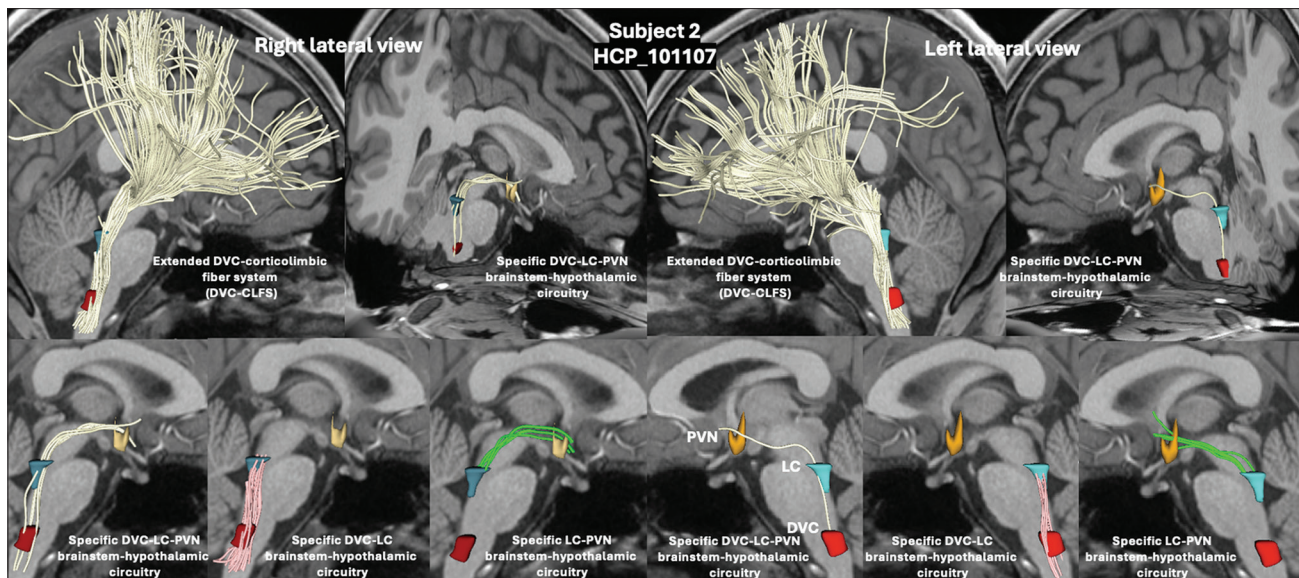 Right lateral view
Subject 2
HCP_101107
Left lateral view
Extended DVC-corticolimbic
fiber system
(DVC-CLFS)
Specific DVC-LC-PVN
brainstem-hypothalamic
circuitry
Extended DVC-corticolimbic
fiber system
(DVC-CLFS)
Specific DVC-LC-PVN
brainstem-hypothalamic
circuitry
Specific DVC-LC-PVN
brainstem-hypothalamic
circuitry
Specific DVC-LC
brainstem-hypothalamic
circuitry
Specific LC-PVN
brainstem-hypothalamic
circuitry
PVN
LC
DVC
Specific DVC-LC-PVN
brainstem-hypothalamic
circuitry
Specific DVC-LC
brainstem-hypothalamic
circuitry
Specific LC-PVN
brainstem-hypothalamic
circuitry